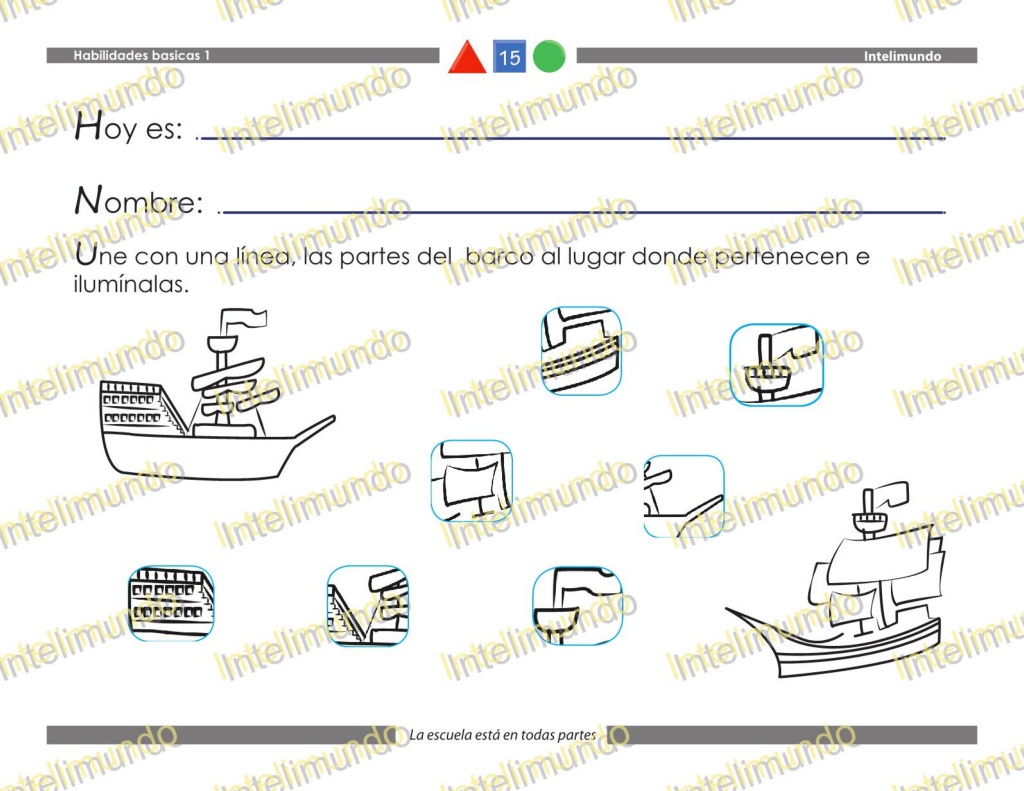 Habilidades basicas 1
15
Intelimundo
Hoy es:
Nombre:
Une con una línea, las partes del barco al lugar donde pertenecen e
ilumínalas.
La escuela está en todas partes